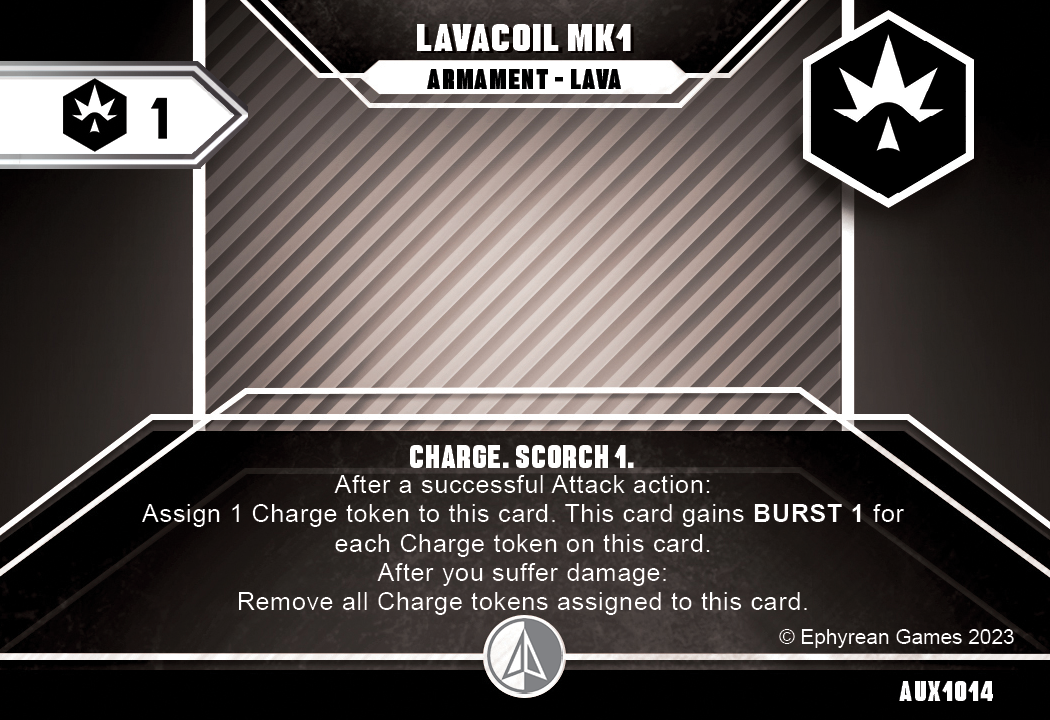 LAVACOIL MK1
ARMAMENT - LAVA
1
CHARGE. SCORCH 1.
After a successful Attack action:
Assign 1 Charge token to this card. This card gains BURST 1 for
each Charge token on this card.
After you suffer damage:
Remove all Charge tokens assigned to this card.
© Ephyrean Games 2023
AUX1014